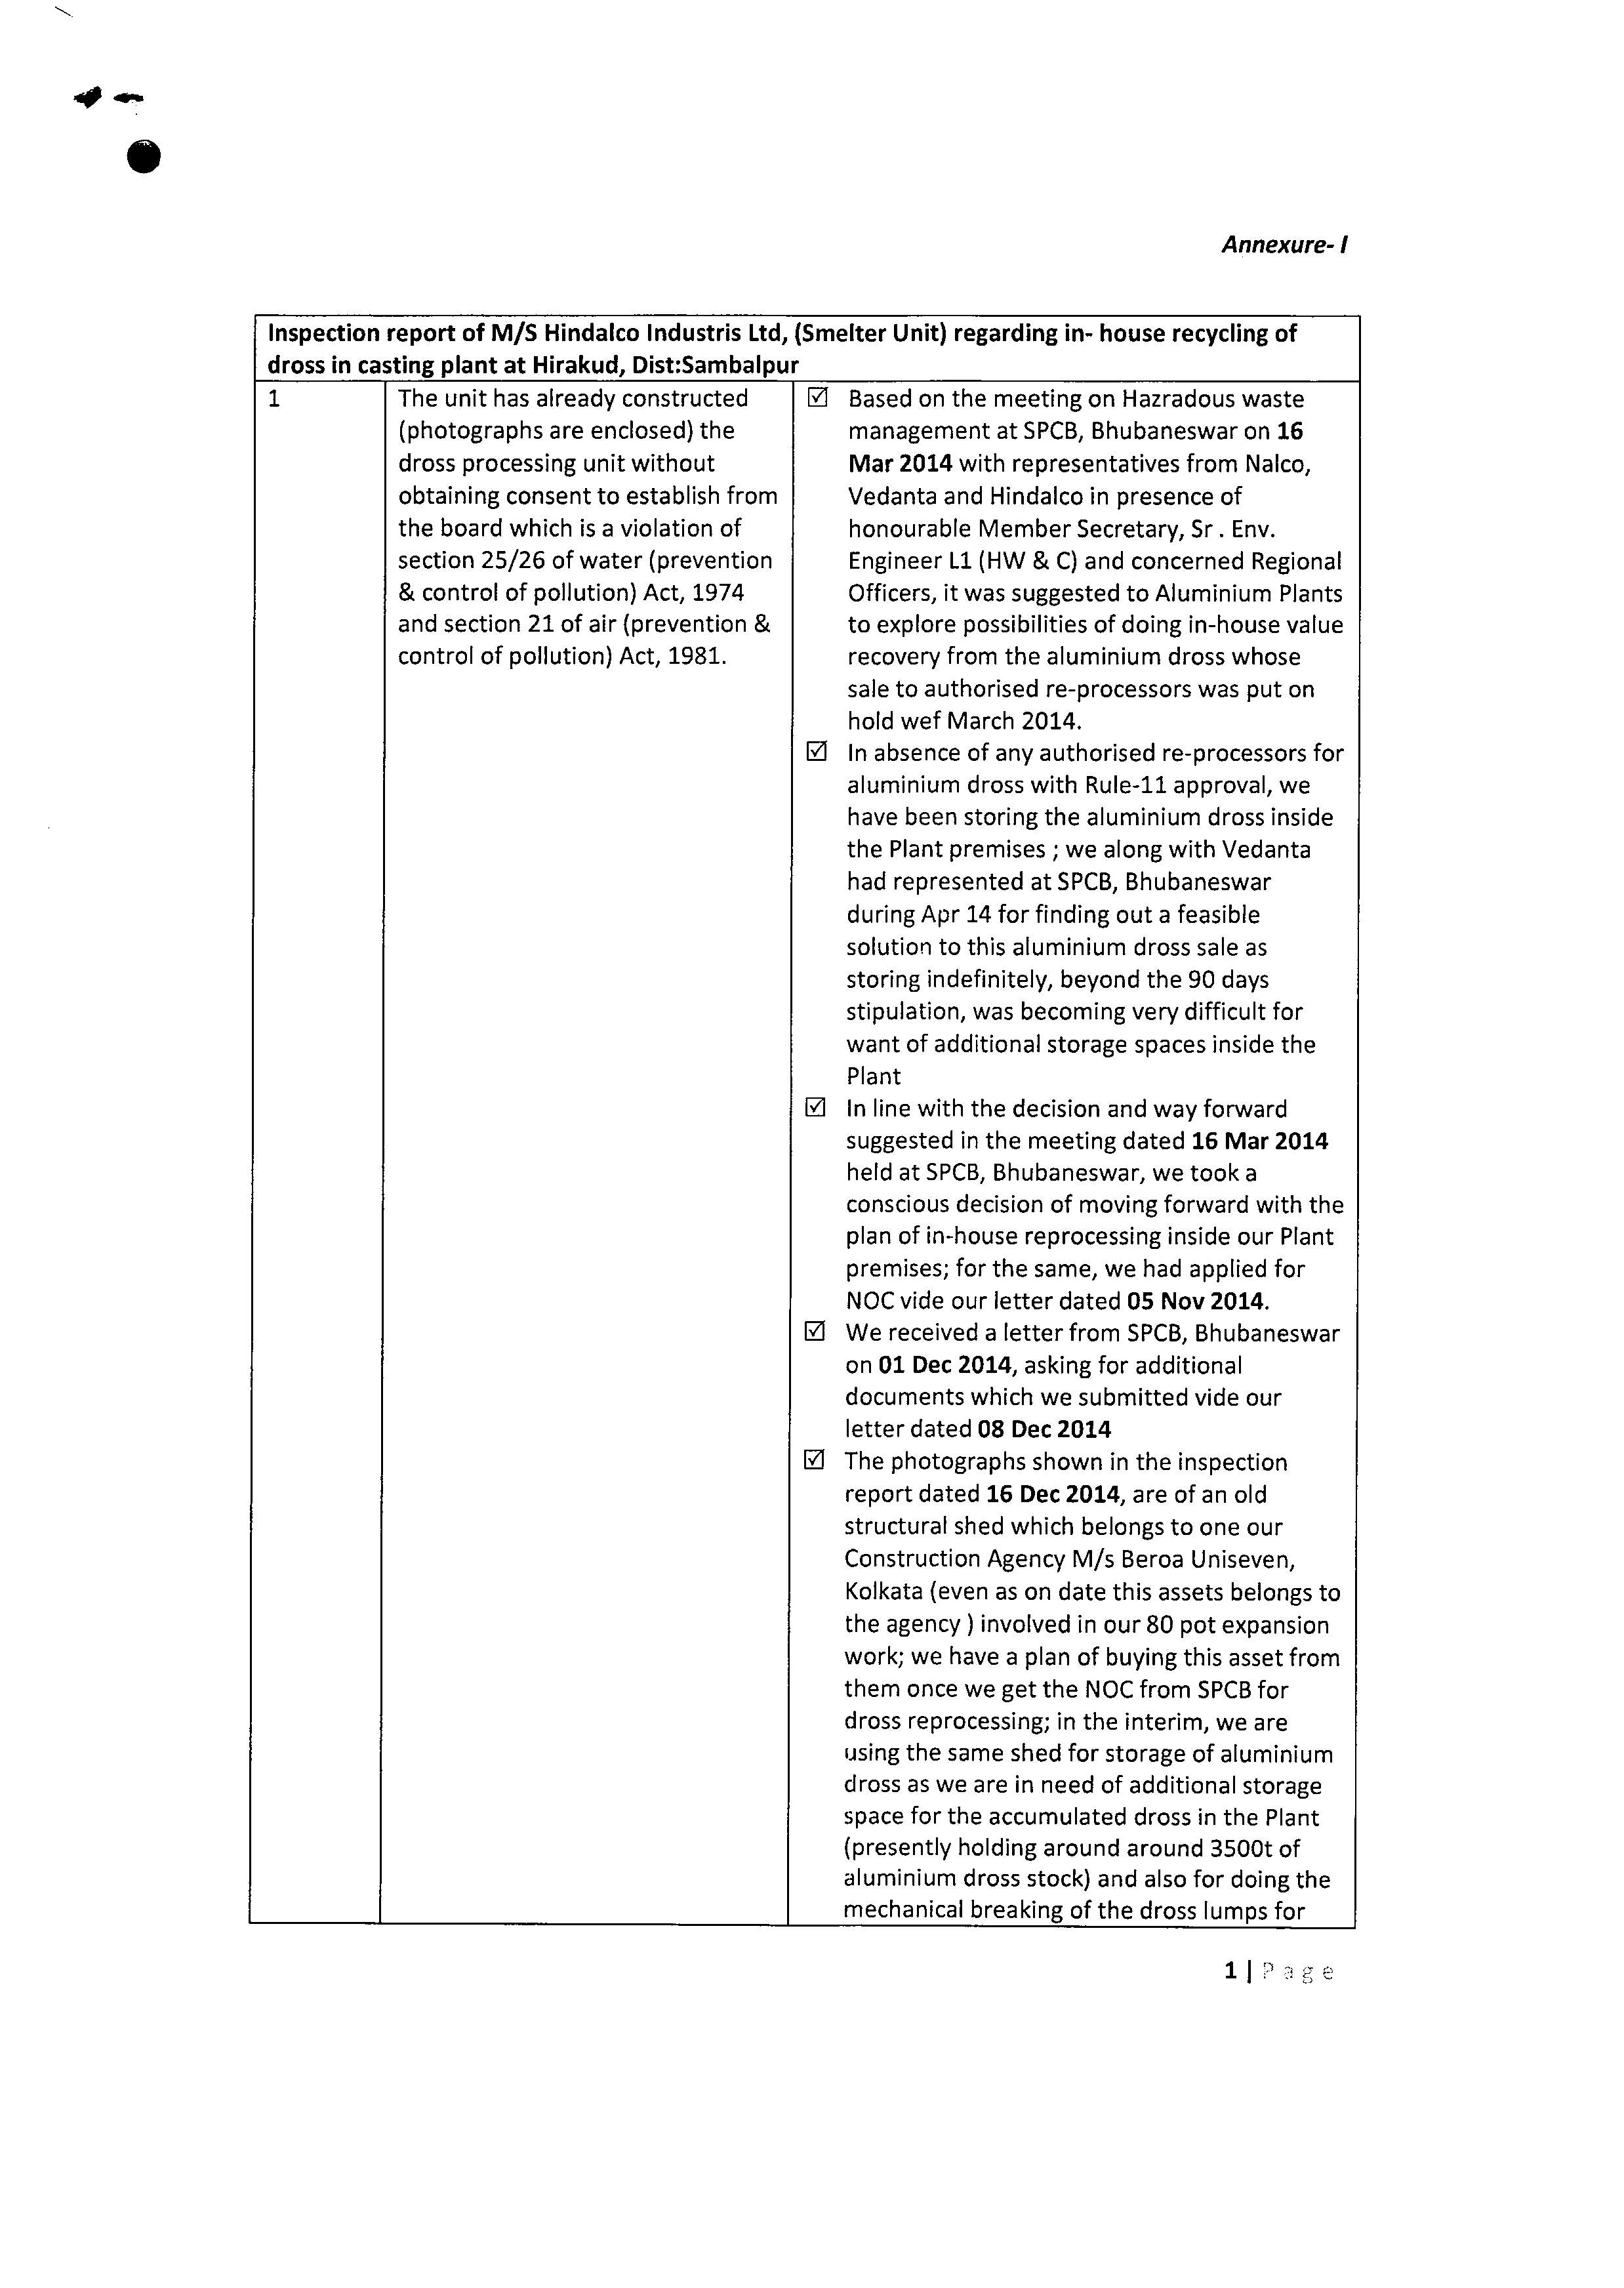 Annexure- I
Inspection report of M/S Hindalco Industris Ltd, (Smelter Unit) regarding in- house recycling of
dross in casting plant at Hirakud, Dist:Sambalpur
1
The unit has already constructed
(photographs are enclosed) the
dross processing unit without
obtaining consent to establish from
the board which is a violation of
section 25/26 of water (prevention
& control of pollution) Act, 1974
and section 21 of air (prevention &
control of pollution) Act, 1981.
☑ Based on the meeting on Hazradous waste
management at SPCB, Bhubaneswar on 16
Mar 2014 with representatives from Nalco,
Vedanta and Hindalco in presence of
honourable Member Secretary, Sr . Env.
Engineer L1 (HW & C) and concerned Regional
Officers, it was suggested to Aluminium Plants
to explore possibilities of doing in-house value
recovery from the aluminium dross whose
sale to authorised re-processors was put on
hold wef March 2014.
☑ In absence of any authorised re-processors for
aluminium dross with Rule-11 approval, we
have been storing the aluminium dross inside
the Plant premises ; we along with Vedanta
had represented at SPCB, Bhubaneswar
during Apr 14 for finding out a feasible
solution to this aluminium dross sale as
storing indefinitely, beyond the 90 days
stipulation, was becoming very difficult for
want of additional storage spaces inside the
Plant
☑ In line with the decision and way forward
suggested in the meeting dated 16 Mar 2014
held at SPCB, Bhubaneswar, we took a
conscious decision of moving forward with the
plan of in-house reprocessing inside our Plant
premises; for the same, we had applied for
NOC vide our letter dated 05 Nov 2014.
☑ We received a letter from SPCB, Bhubaneswar
on 01 Dec 2014, asking for additional
documents which we submitted vide our
letter dated 08 Dec 2014
☑ The photographs shown in the inspection
report dated 16 Dec 2014, are of an old
structural shed which belongs to one our
Construction Agency M/s Beroa Uniseven,
Kolkata (even as on date this assets belongs to
the agency ) involved in our 80 pot expansion
work; we have a plan of buying this asset from
them once we get the NOC from SPCB for
dross reprocessing; in the interim, we are
using the same shed for storage of aluminium
dross as we are in need of additional storage
space for the accumulated dross in the Plant
(presently holding around around 3500t of
aluminium dross stock) and also for doing the
mechanical breaking of the dross lumps for
1 | Page